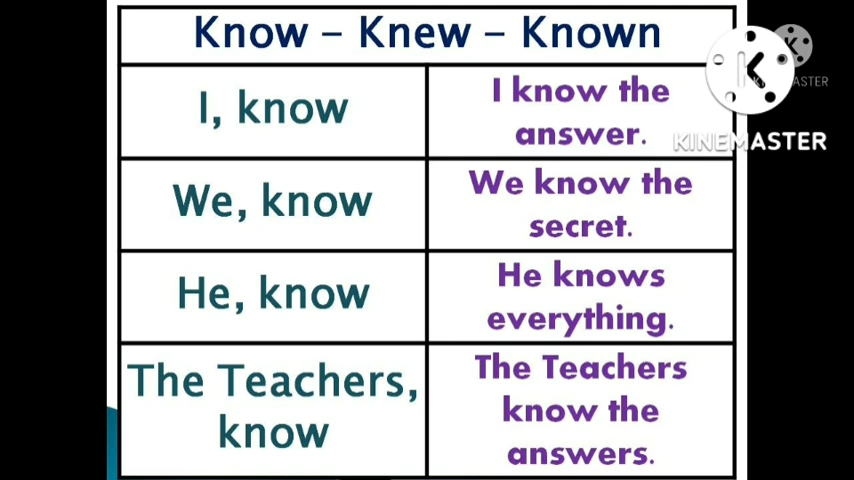 Know – Knew – Known
I, know
I know the
answer.
We, know
We know the
secret.
He, know
He knows
everything.
The Teachers,
know
The Teachers
know the
answers.
KINEMASTER